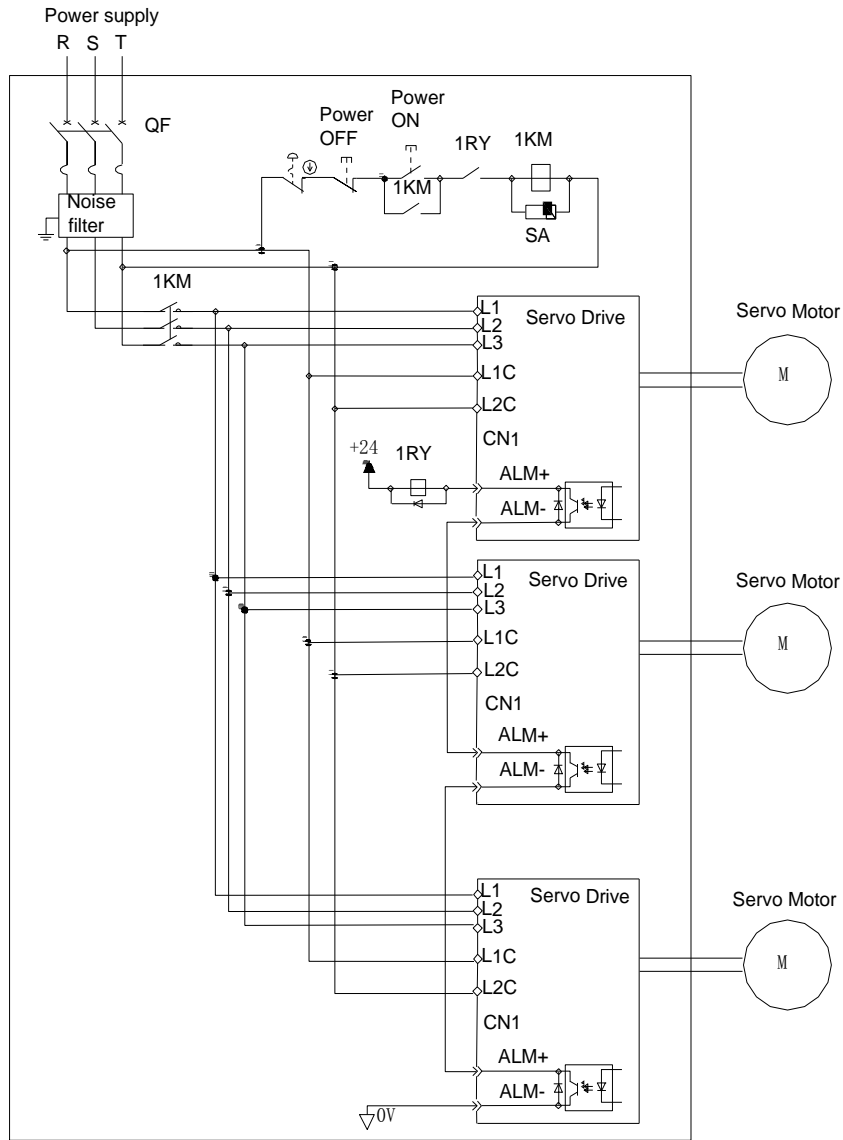 Power supply
R S T
QF
Power
OFF
Power
ON
1RY
1KM
1KM
SA
Noise
filter
1KM
L1
L2
L3
L1C
L2C
CN1
Servo Drive
Servo Motor
M
+24
1RY
ALM+
ALM-
L1
L2
L3
L1C
L2C
CN1
Servo Drive
Servo Motor
M
ALM+
ALM-
L1
L2
L3
L1C
L2C
CN1
Servo Drive
Servo Motor
M
ALM+
ALM-
0V